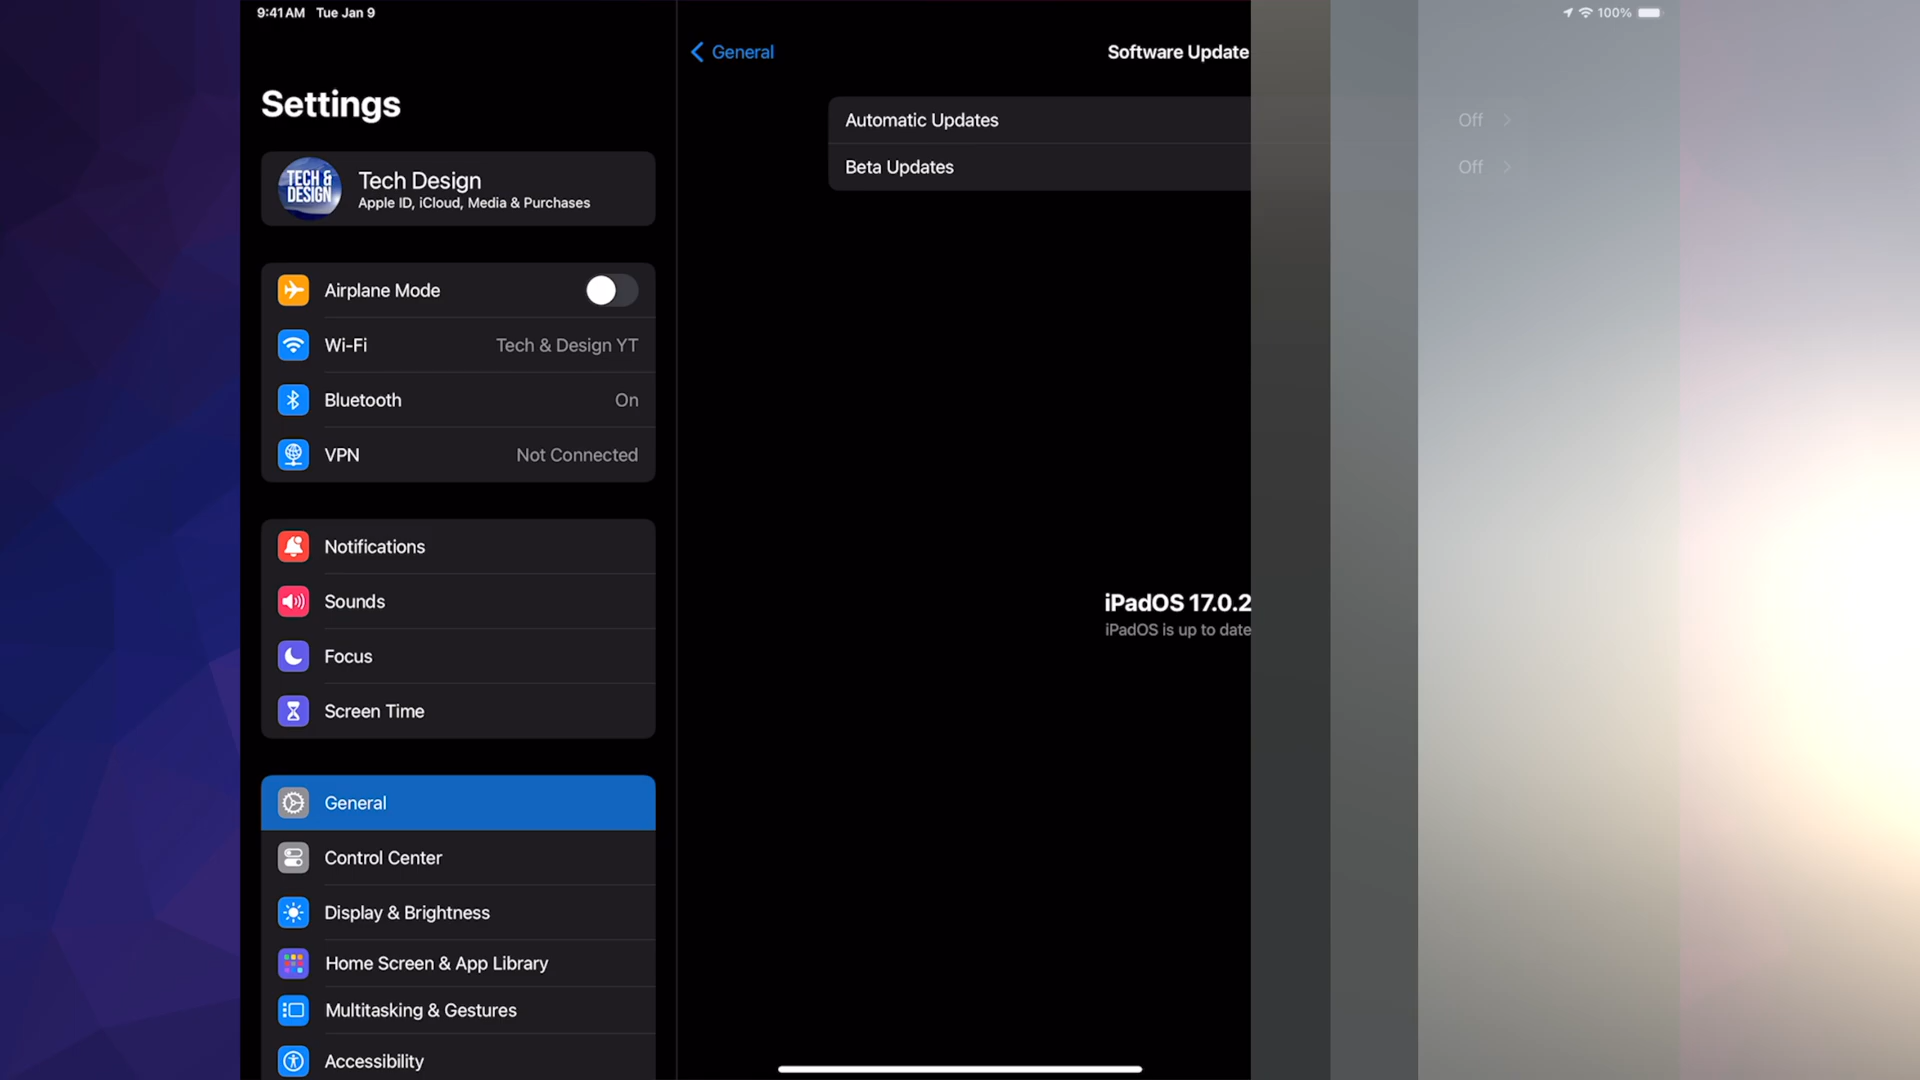 9:41 AM Tue Jan 9
100%
Settings
TECH &
DESIGN
Tech Design
Apple ID, iCloud, Media & Purchases
Airplane Mode
Wi-Fi Tech & Design YT
Bluetooth On
VPN Not Connected
Notifications
Sounds
Focus
Screen Time
General
Control Center
Display & Brightness
Home Screen & App Library
Multitasking & Gestures
Accessibility
General
Software Update
Automatic Updates Off
Beta Updates Off
iPadOS 17.0.2
iPadOS is up to date